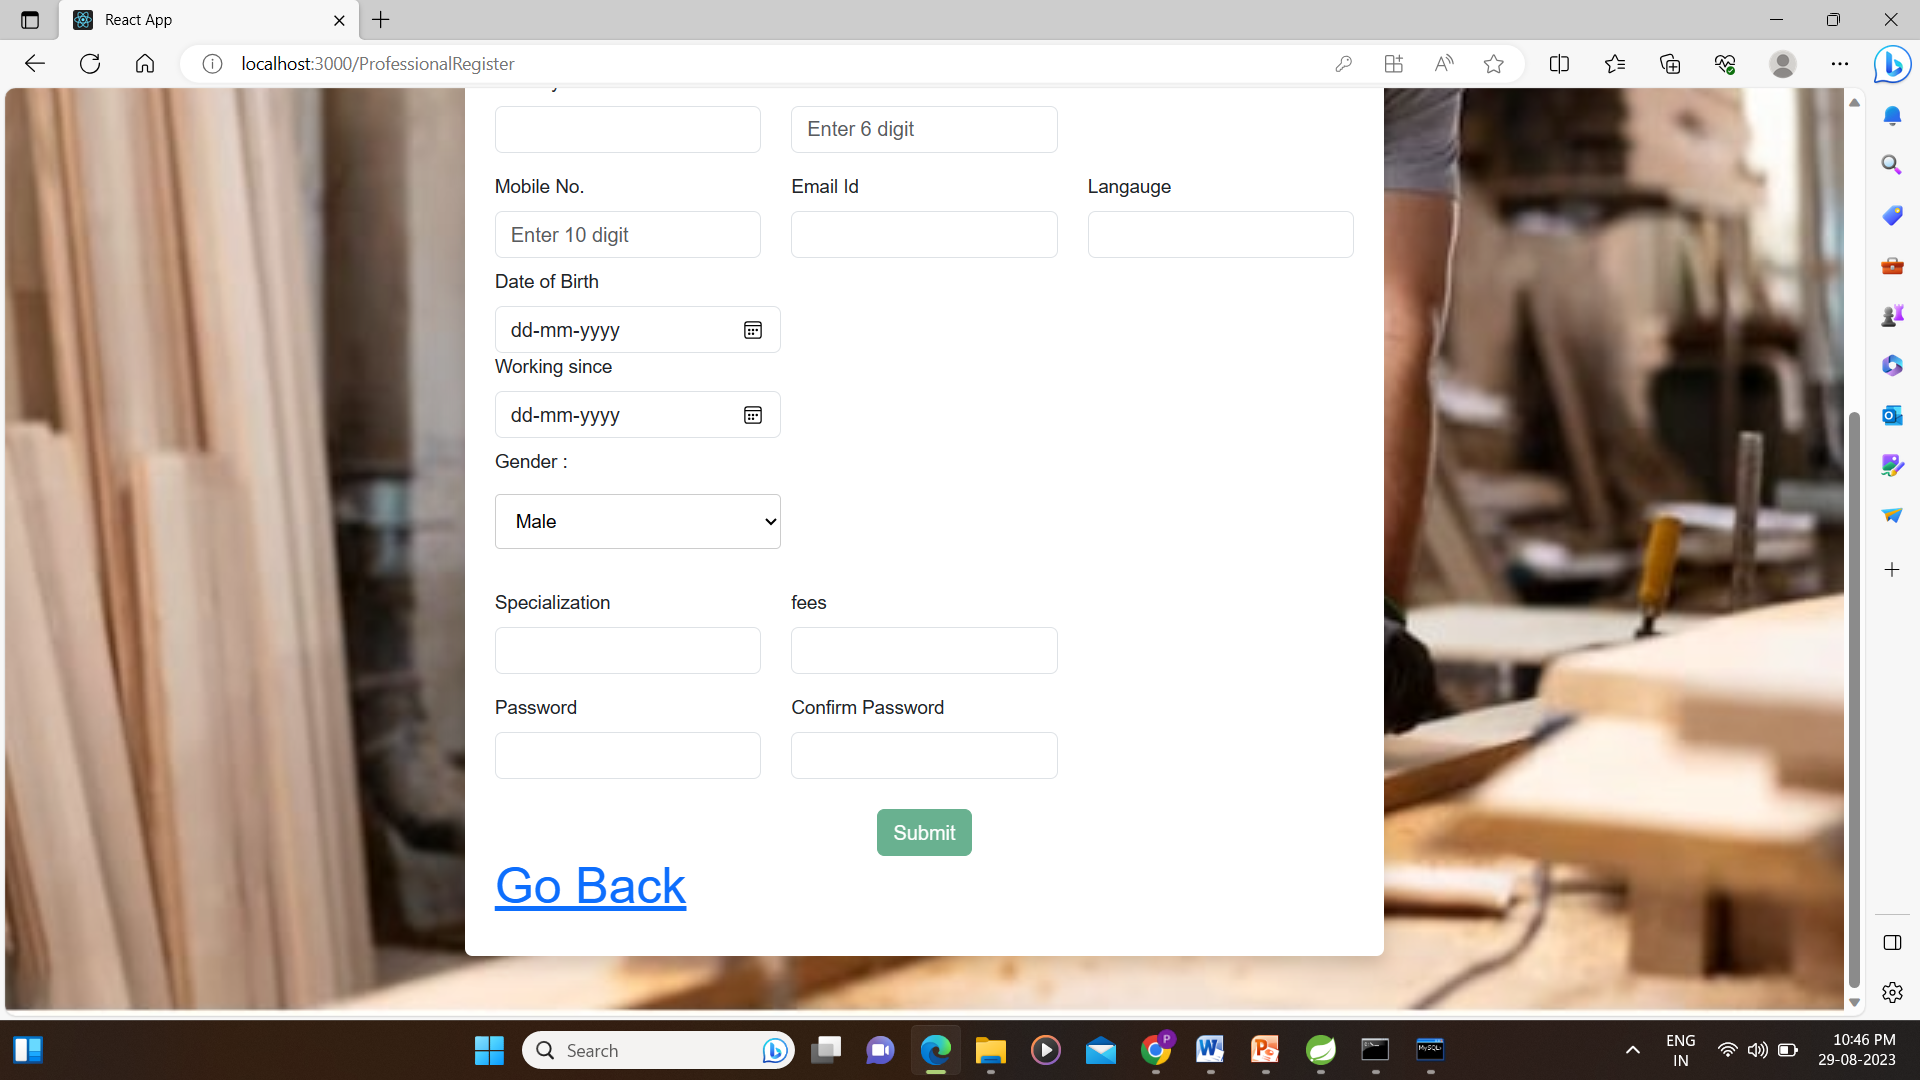 React App
localhost:3000/ProfessionalRegister
Enter 6 digit
Mobile No. Email Id Langauge
Enter 10 digit
Date of Birth
dd-mm-yyyy
Working since
dd-mm-yyyy
Gender :
Male
Specialization fees
Password Confirm Password
Submit
Go Back
Search
ENG
IN
10:46 PM
29-08-2023